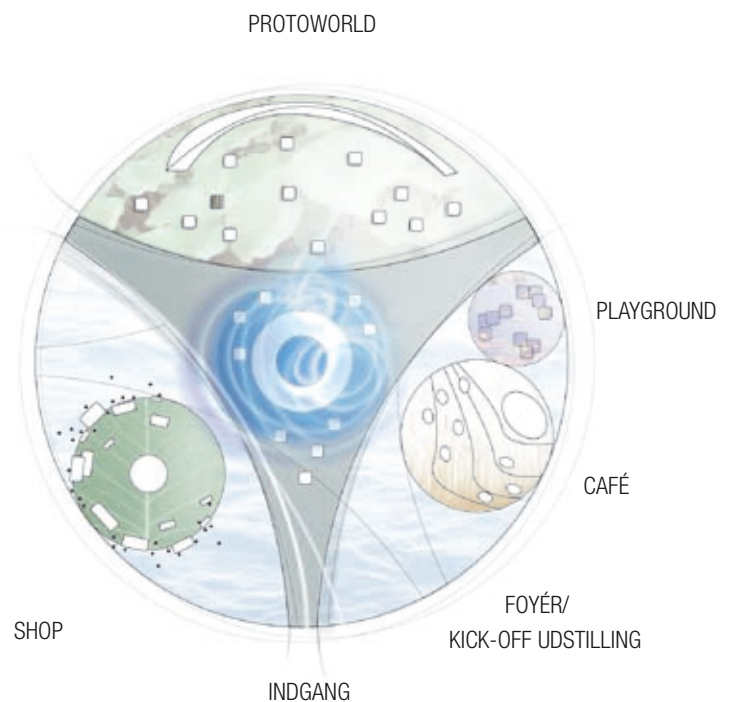 PROTOWORLD
PLAYGROUND
CAFÉ
FOYÉR/
KICK-OFF UDSTILLING
SHOP
INDGANG